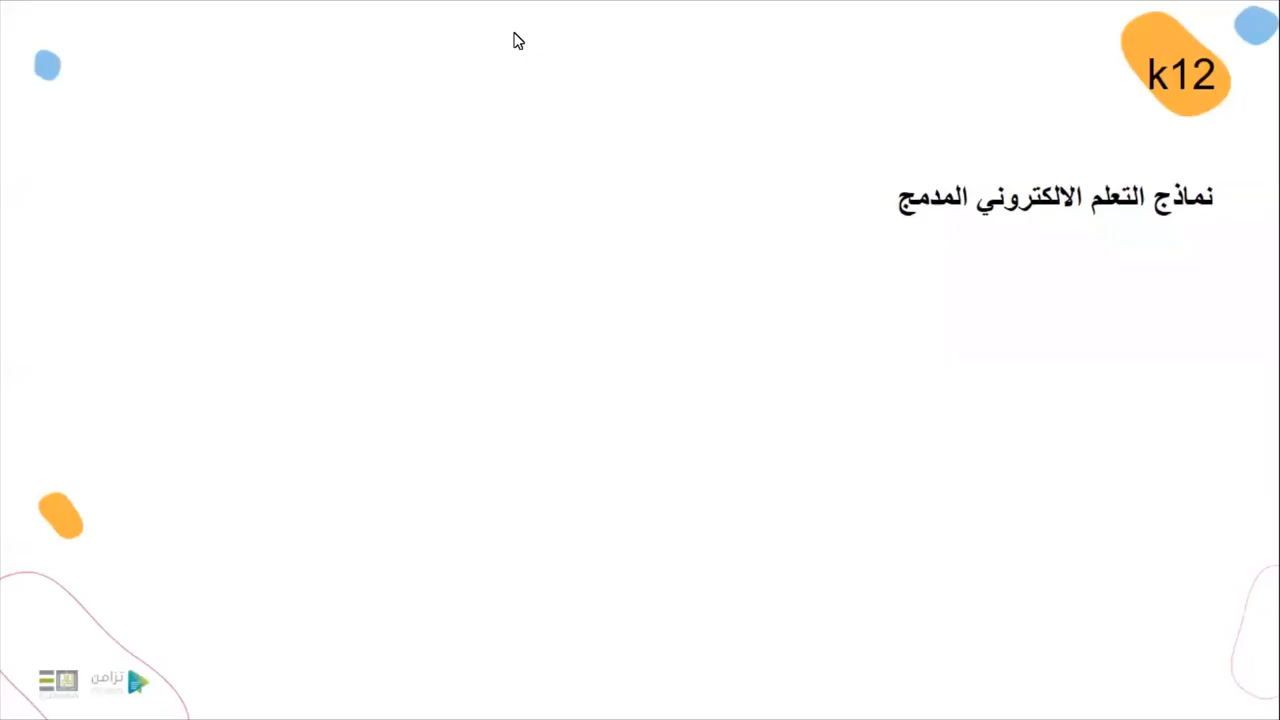 k12
نماذج التعلم الالكتروني المدمج
تزامن